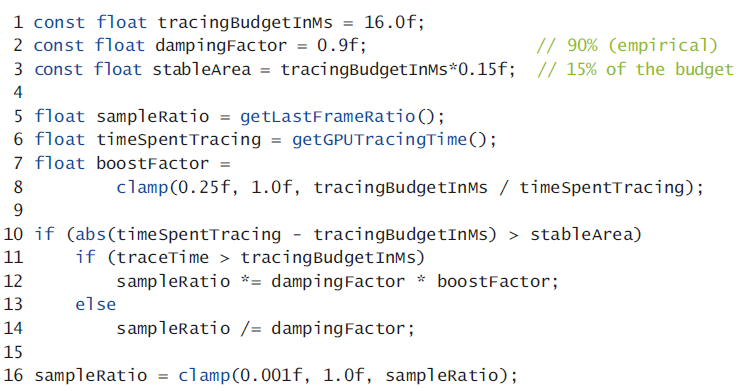 1 const float tracingBudgetInMs = 16.0f;
2 const float dampingFactor = 0.9f; // 90% (empirical)
3 const float stableArea = tracingBudgetInMs*0.15f; // 15% of the budget
4
5 float sampleRatio = getLastFrameRatio();
6 float timeSpentTracing = getGPUTracingTime();
7 float boostFactor =
8 clamp(0.25f, 1.0f, tracingBudgetInMs / timeSpentTracing);
9
10 if (abs(timeSpentTracing - tracingBudgetInMs) > stableArea)
11 if (traceTime > tracingBudgetInMs)
12 sampleRatio *= dampingFactor * boostFactor;
13 else
14 sampleRatio /= dampingFactor;
15
16 sampleRatio = clamp(0.001f, 1.0f, sampleRatio);